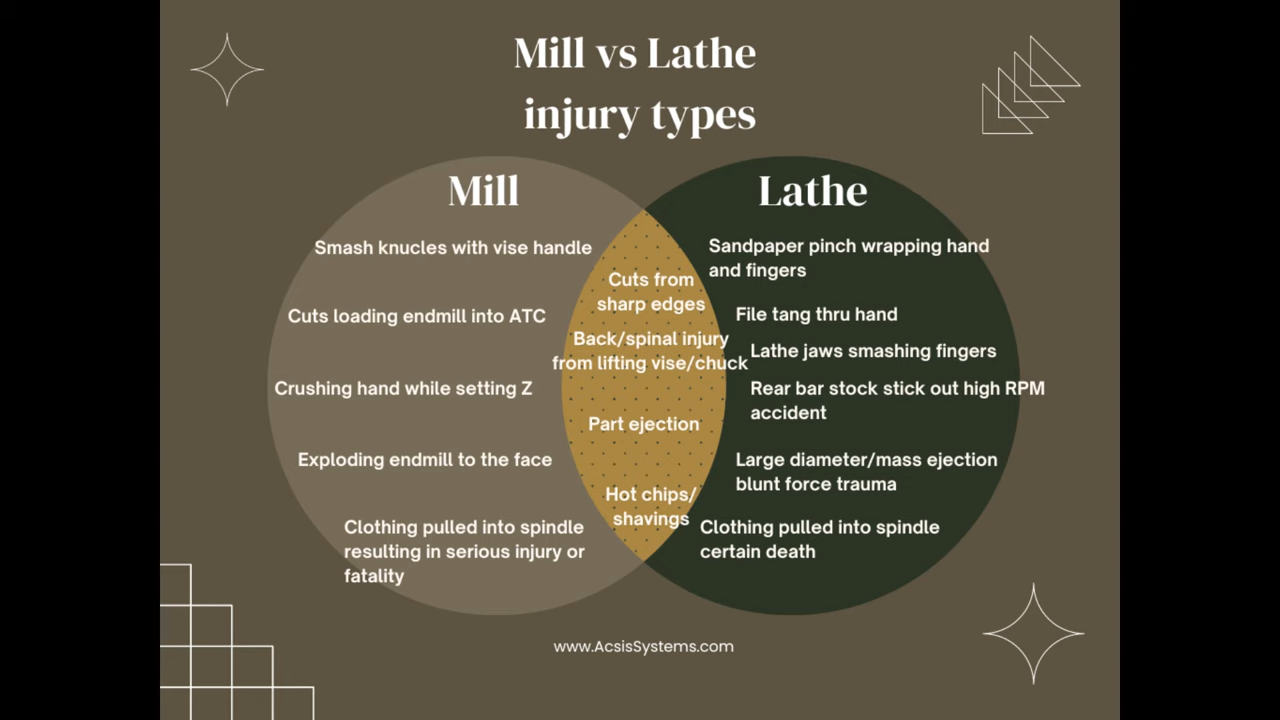 Mill vs Lathe
injury types
Mill
Smash knucles with vise handle
Cuts loading endmill into ATC
Crushing hand while setting Z
Exploding endmill to the face
Clothing pulled into spindle
resulting in serious injury or
fatality
Cuts from
sharp edges
Back/spinal injury
from lifting vise/chuck
Part ejection
Hot chips/
shavings
Lathe
Sandpaper pinch wrapping hand
and fingers
File tang thru hand
Lathe jaws smashing fingers
Rear bar stock stick out high RPM
accident
Large diameter/mass ejection
blunt force trauma
Clothing pulled into spindle
certain death
www.AcsisSystems.com